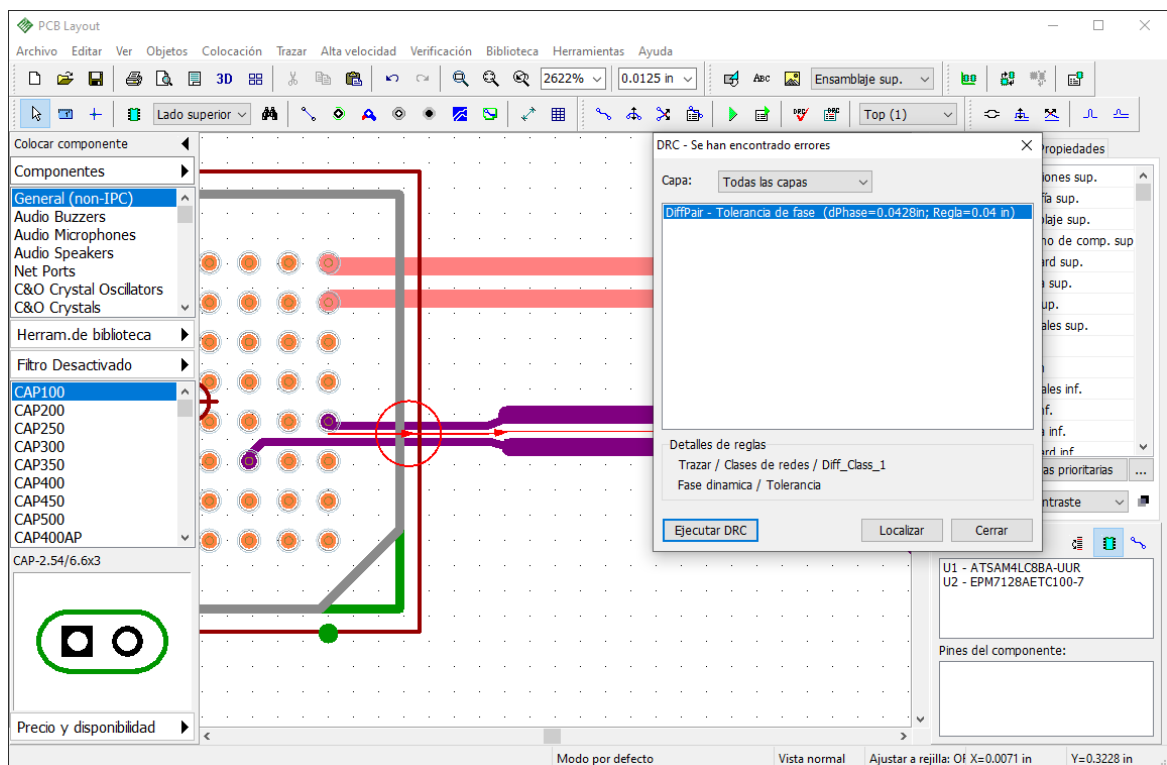 PCB Layout
Archivo Editar Ver Objetos Colocación Trazar Alta velocidad Verificación Biblioteca Herramientas Ayuda
3D 2622% 0.0125 in ABC Ensamblaje sup.
Lado superior DRC DRC Top (1)
Colocar componente
Componentes
General (non-IPC)
Audio Buzzers
Audio Microphones
Audio Speakers
Net Ports
C&O Crystal Oscillators
C&O Crystals
Herram.de biblioteca
Filtro Desactivado
CAP100
CAP200
CAP250
CAP300
CAP350
CAP400
CAP450
CAP500
CAP400AP
CAP-2.54/6.6x3
Precio y disponibilidad
DRC - Se han encontrado errores
Capa: Todas las capas
DiffPair - Tolerancia de fase (dPhase=0.0428in; Regla=0.04 in)
Detalles de reglas
Trazar / Clases de redes / Diff_Class_1
Fase dinamica / Tolerancia
Ejecutar DRC Localizar Cerrar
Propiedades
iones sup.
ía sup.
laje sup.
no de comp. sup
ard sup.
a sup.
up.
ales sup.
ales inf.
nf.
a inf.
ard inf
as prioritarias ...
ntraste
U1 - ATSAM4LC8BA-UUR
U2 - EPM7128AETC100-7
Pines del componente:
Modo por defecto Vista normal Ajustar a rejilla: OF X=0.0071 in Y=0.3228 in